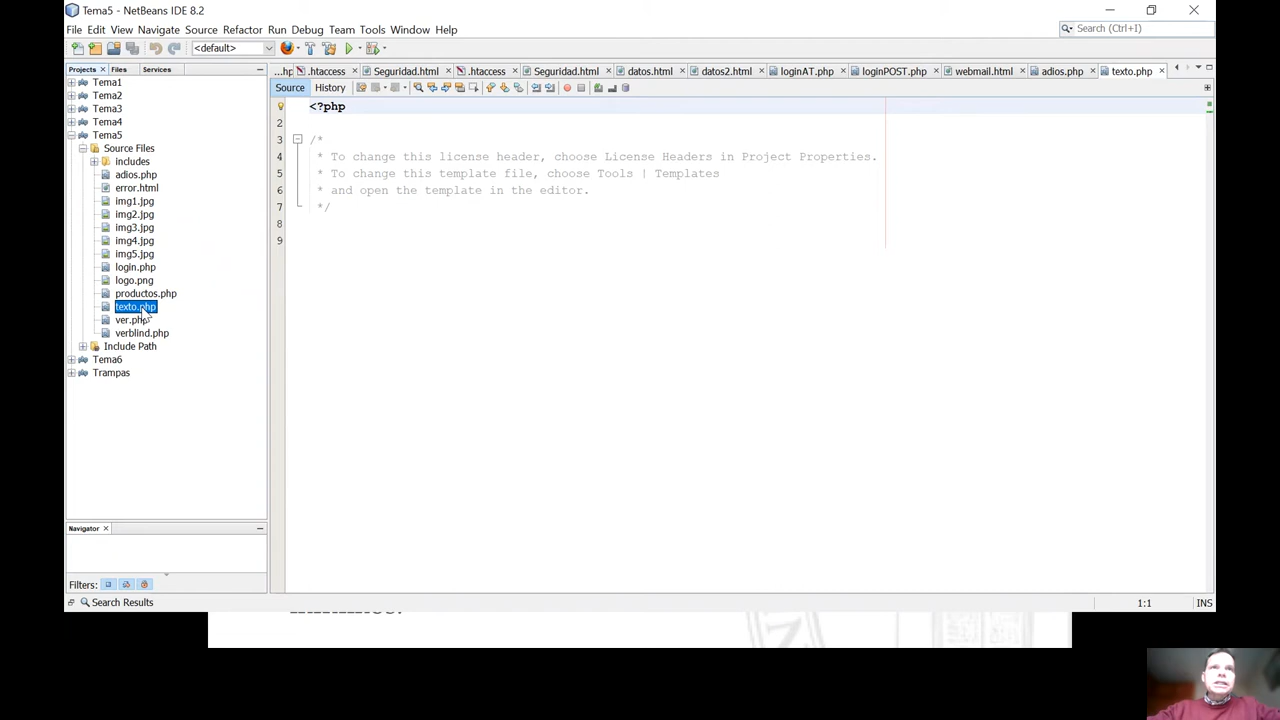 Tema5 - NetBeans IDE 8.2
File Edit View Navigate Source Refactor Run Debug Team Tools Window Help
Search (Ctrl+I)
<default>
Projects Files Services
...hp .htaccess Seguridad.html .htaccess Seguridad.html datos.html datos2.html loginAT.php loginPOST.php webmail.html adios.php texto.php
Source History
Tema1
Tema2
Tema3
Tema4
Tema5
Source Files
includes
adios.php
error.html
img1.jpg
img2.jpg
img3.jpg
img4.jpg
img5.jpg
login.php
logo.png
productos.php
texto.php
ver.php
verblind.php
Include Path
Tema6
Trampas
<?php
2
3 /*
4 * To change this license header, choose License Headers in Project Properties.
5 * To change this template file, choose Tools | Templates
6 * and open the template in the editor.
7 */
8
9
Navigator
Filters:
Search Results
1:1 INS